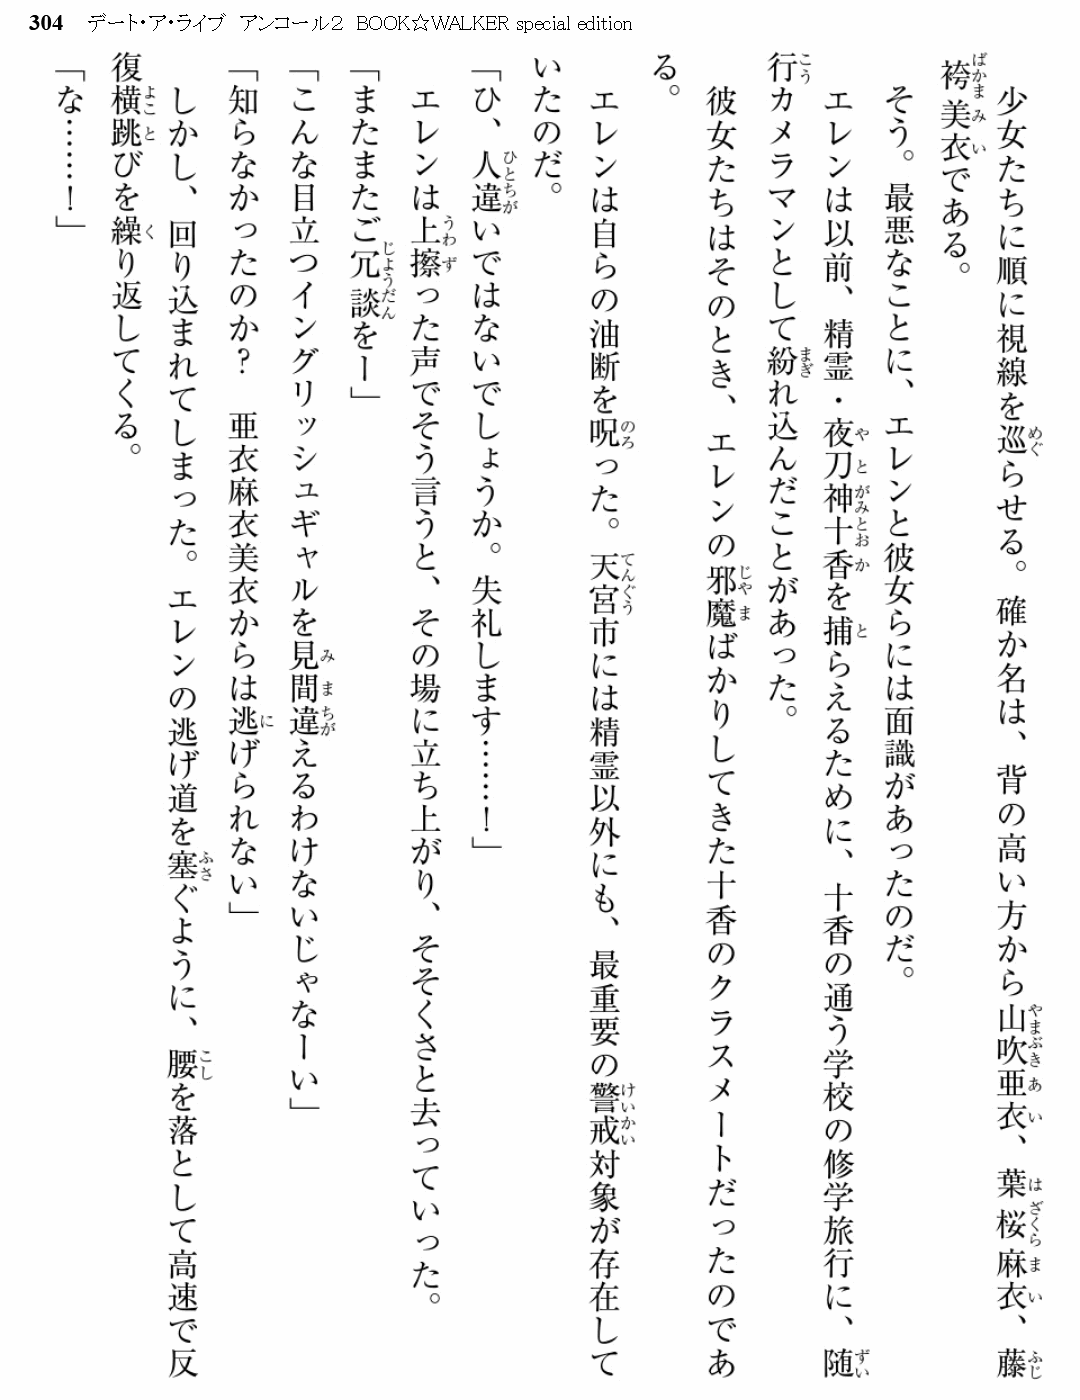 304 デート・ア・ライブ アンコール2 BOOK☆WALKER special edition
少女たちに順に視線を巡らせる。確か名は、背の高い方から山吹亜衣、葉桜麻衣、藤
袴美衣である。
そう。最悪なことに、エレンと彼女らには面識があったのだ。
エレンは以前、精霊・夜刀神十香を捕らえるために、十香の通う学校の修学旅行に、随
行カメラマンとして紛れ込んだことがあった。
彼女たちはそのとき、エレンの邪魔ばかりしてきた十香のクラスメートだったのであ
る。
エレンは自らの油断を呪った。天宮市には精霊以外にも、最重要の警戒対象が存在して
いたのだ。
「ひ、人違いではないでしょうか。失礼します……！」
エレンは上擦った声でそう言うと、その場に立ち上がり、そそくさと去っていった。
「またまたご冗談をー」
「こんな目立つイングリッシュギャルを見間違えるわけないじゃなーい」
「知らなかったのか？　亜衣麻衣美衣からは逃げられない」
しかし、回り込まれてしまった。エレンの逃げ道を塞ぐように、腰を落として高速で反
復横跳びを繰り返してくる。
「な……！」